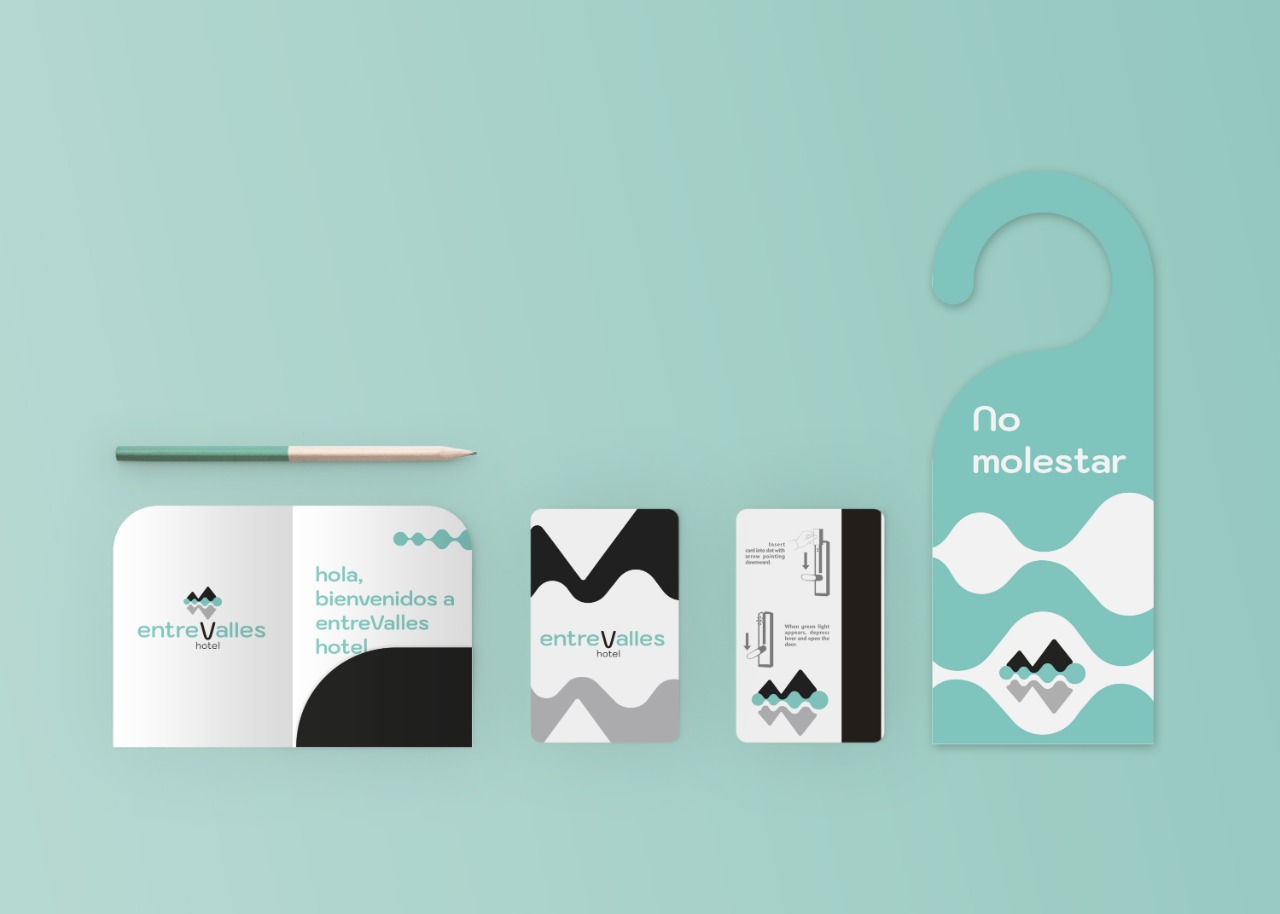 entreValles
hotel
hola,
bienvenidos a
entreValles
hotel
entreValles
hotel
Insert
card into slot with
arrow pointing
downward.
When green light
appears, depress
lever and open the
door.
No
molestar